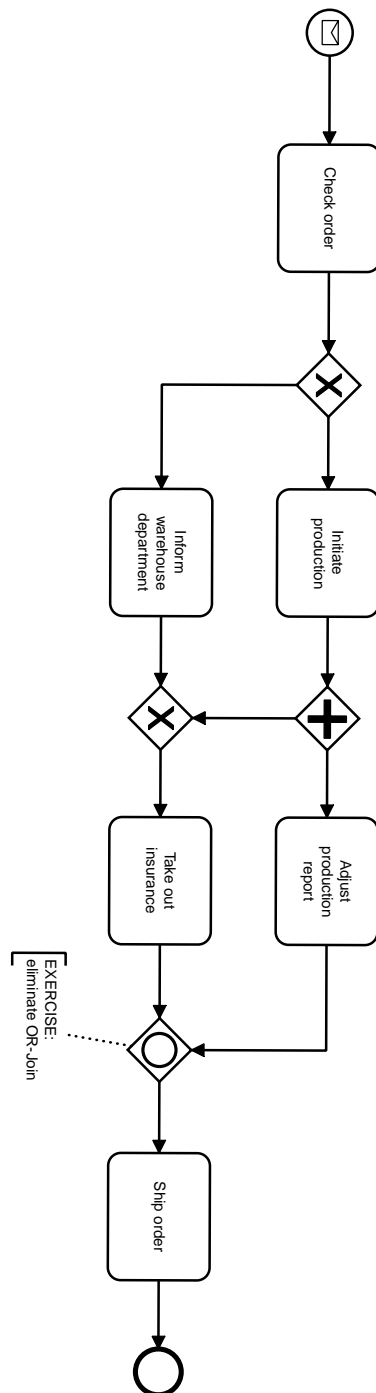 Check order
Initiate
production
Inform
warehouse
department
Adjust
production
report
Take out
insurance
EXERCISE:
eliminate OR-Join
Ship order